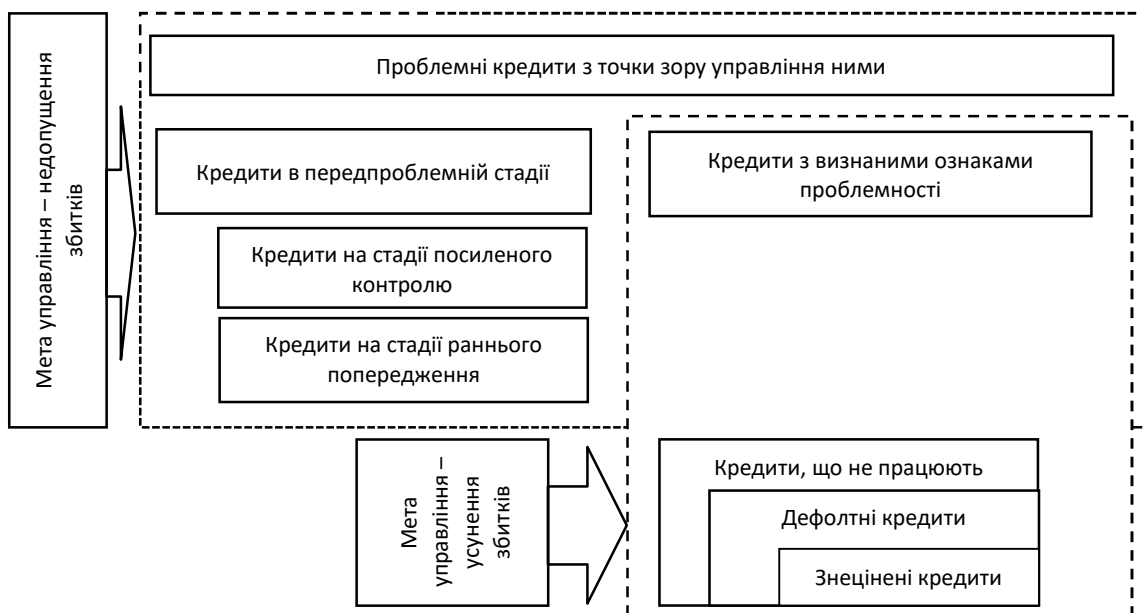 Мета управління – недопущення
збитків
Проблемні кредити з точки зору управління ними
Кредити в передпроблемній стадії
Кредити з визнаними ознаками
проблемності
Кредити на стадії посиленого
контролю
Кредити на стадії раннього
попередження
Мета
управління –
усунення
збитків
Кредити, що не працюють
Дефолтні кредити
Знецінені кредити